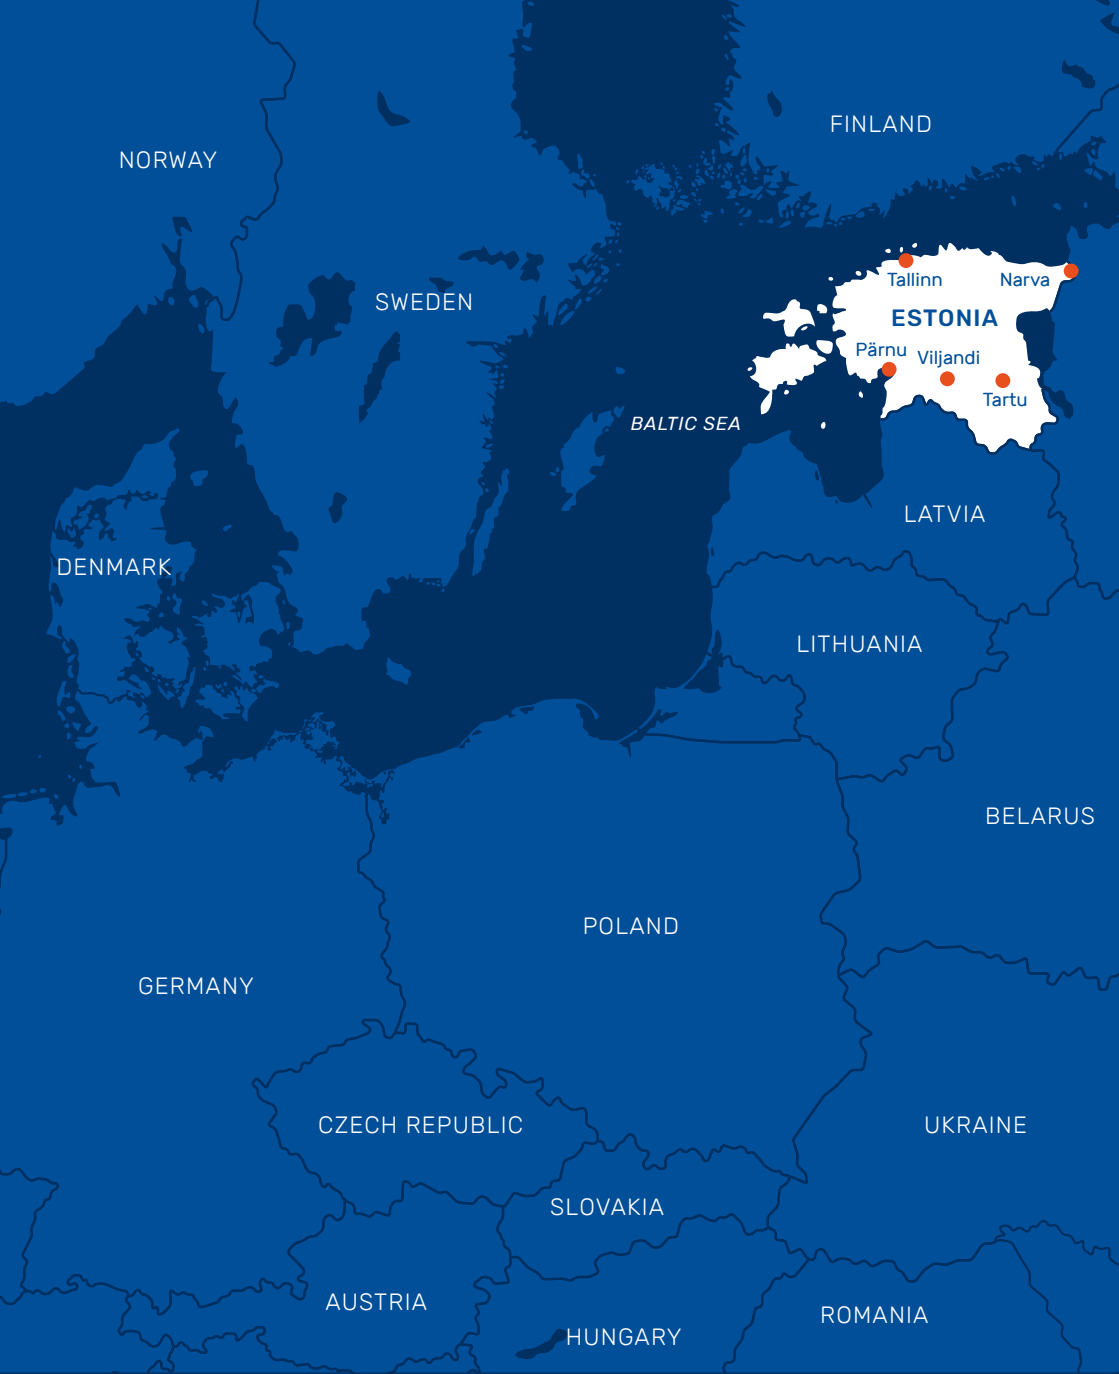 FINLAND
NORWAY
Tallinn
Narva
SWEDEN
ESTONIA
Pärnu
Viljandi
Tartu
BALTIC SEA
LATVIA
DENMARK
LITHUANIA
BELARUS
POLAND
GERMANY
CZECH REPUBLIC
UKRAINE
SLOVAKIA
AUSTRIA
ROMANIA
HUNGARY